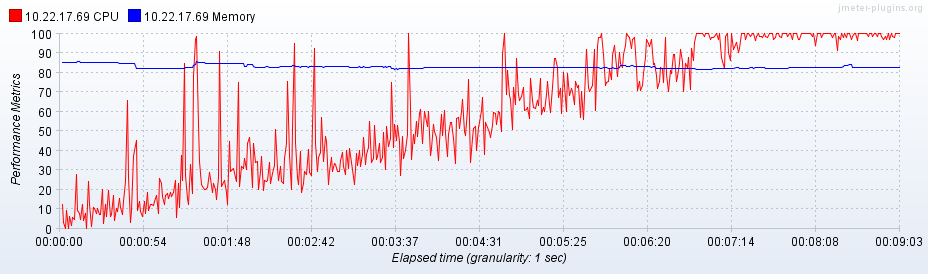 10.22.17.69 CPU 10.22.17.69 Memory
jmeter-plugins.org
Performance Metrics
100
90
80
70
60
50
40
30
20
10
0
00:00:00 00:00:54 00:01:48 00:02:42 00:03:37 00:04:31 00:05:25 00:06:20 00:07:14 00:08:08 00:09:03
Elapsed time (granularity: 1 sec)